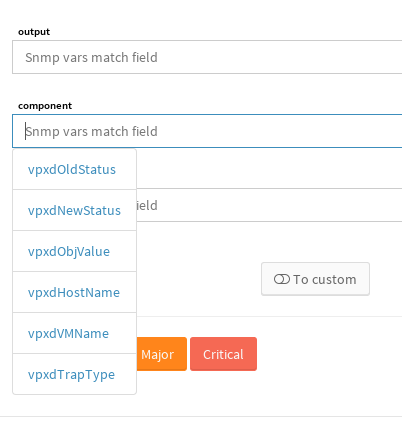 output
Snmp vars match field
component
Snmp vars match field
vpxdOldStatus
vpxdNewStatus
ield
vpxdObjValue
To custom
vpxdHostName
vpxdVMName
Major
Critical
vpxdTrapType